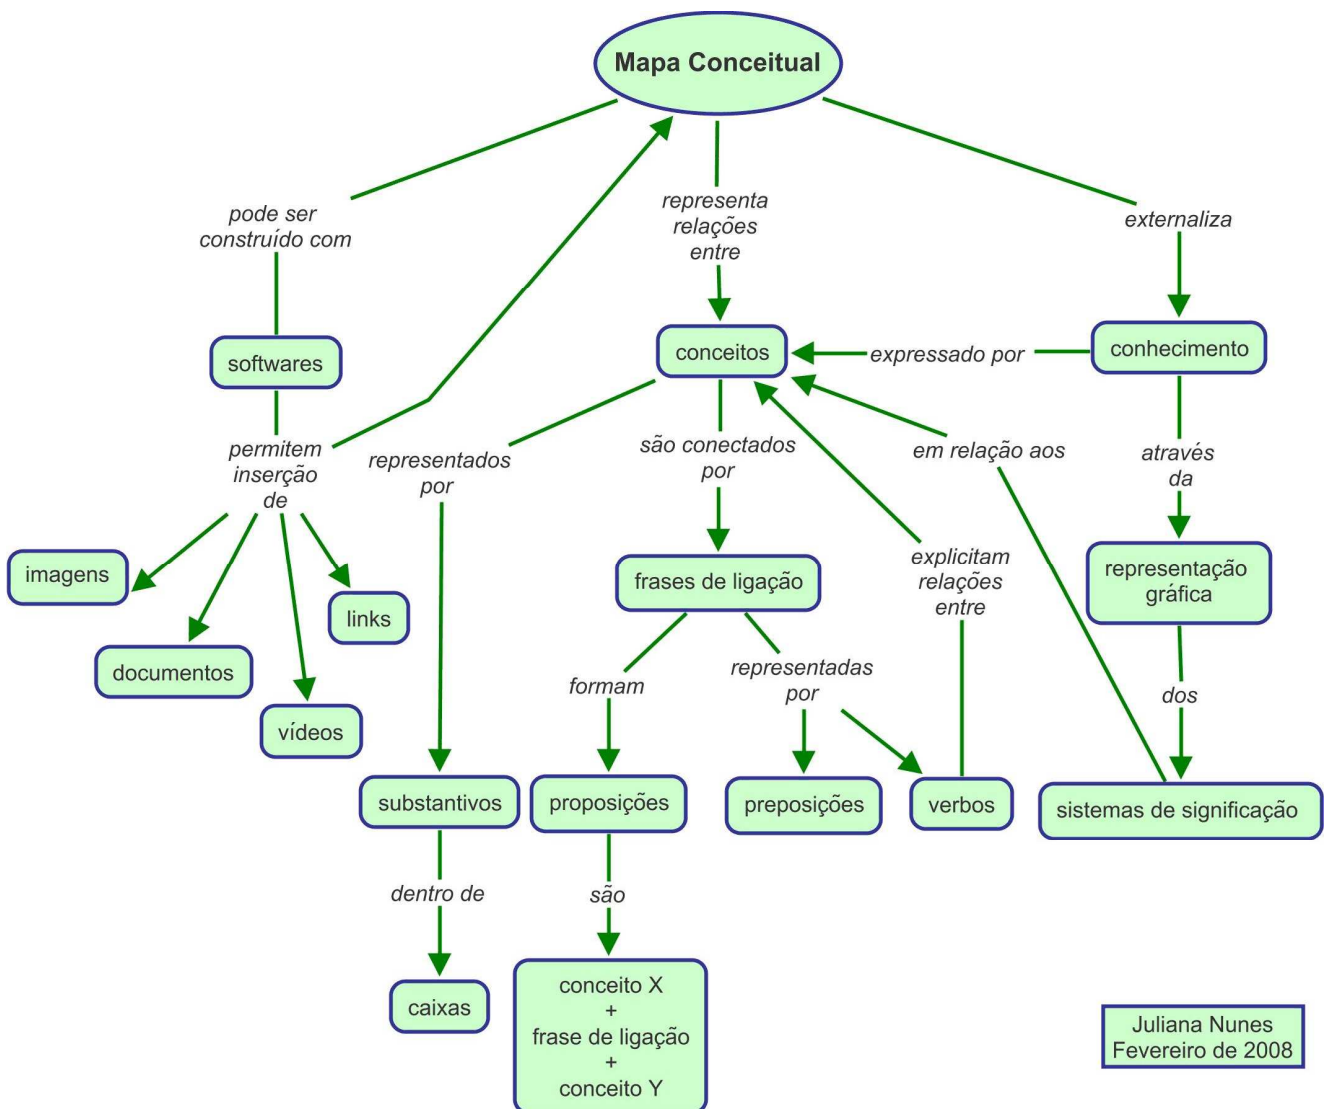 Mapa Conceitual
pode ser
construído com
representa
relações
entre
externaliza
softwares
conceitos
expressado por
conhecimento
permitem
inserção
de
representados
por
são conectados
por
em relação aos
através
da
imagens
links
documentos
vídeos
frases de ligação
explicitam
relações
entre
representação
gráfica
formam
representadas
por
dos
substantivos
proposições
preposições
verbos
sistemas de significação
dentro de
são
caixas
conceito X
+
frase de ligação
+
conceito Y
Juliana Nunes
Fevereiro de 2008